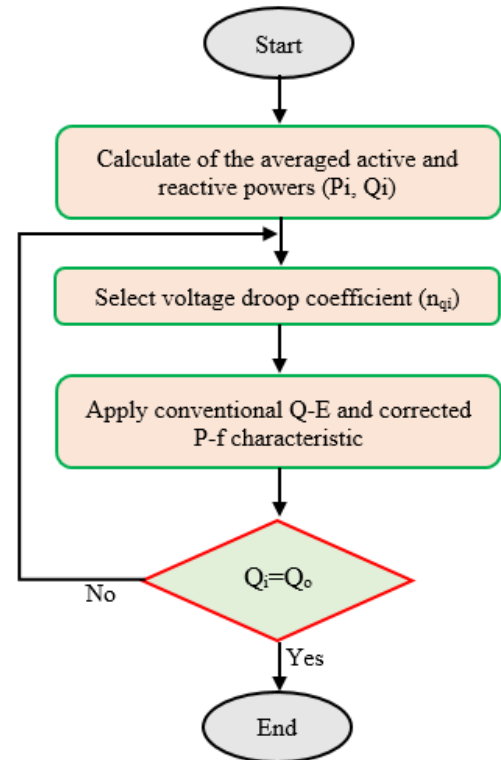 Start
Calculate of the averaged active and
reactive powers (Pi, Qi)
Select voltage droop coefficient (nqi)
Apply conventional Q-E and corrected
P-f characteristic
Qi=Qo
No
Yes
End